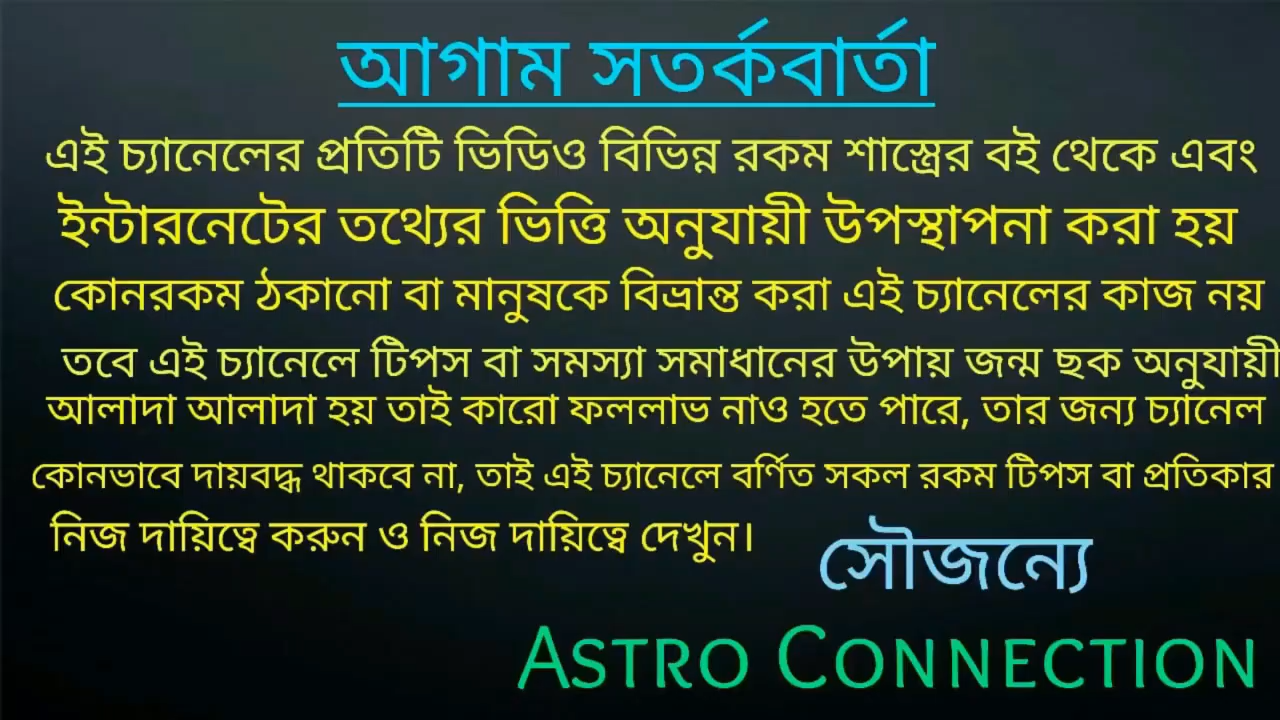 আগাম সতর্কবার্তা
এই চ্যানেলের প্রতিটি ভিডিও বিভিন্ন রকম শাস্ত্রের বই থেকে এবং
ইন্টারনেটের তথ্যের ভিত্তি অনুযায়ী উপস্থাপনা করা হয়
কোনরকম ঠকানো বা মানুষকে বিভ্রান্ত করা এই চ্যানেলের কাজ নয়
তবে এই চ্যানেলে টিপস বা সমস্যা সমাধানের উপায় জন্ম ছক অনুযায়ী
আলাদা আলাদা হয় তাই কারো ফললাভ নাও হতে পারে, তার জন্য চ্যানেল
কোনভাবে দায়বদ্ধ থাকবে না, তাই এই চ্যানেলে বর্ণিত সকল রকম টিপস বা প্রতিকার
নিজ দায়িত্বে করুন ও নিজ দায়িত্বে দেখুন।
সৌজন্যে
ASTRO CONNECTION